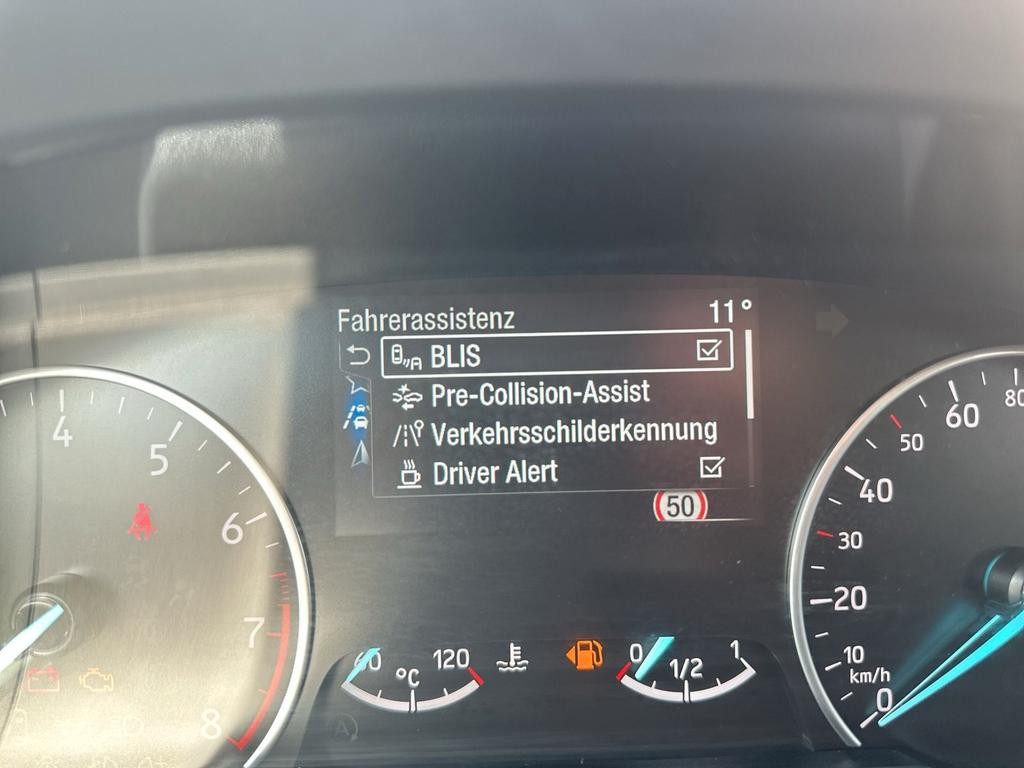 Fahrerassistenz 11°
BLIS
Pre-Collision-Assist
Verkehrsschilderkennung
Driver Alert
50
4
5
6
7
8
60 °C 120
0 1/2 1
0
10
km/h
20
30
40
50
60
80